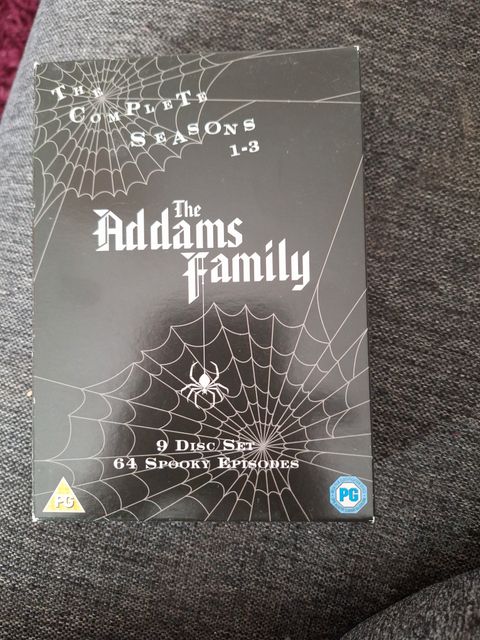 THE
COMPLETE
SEASONS
1-3
The
Addams
Family
9 DISC SET
64 SPOOKY EPISODES
PG
PG